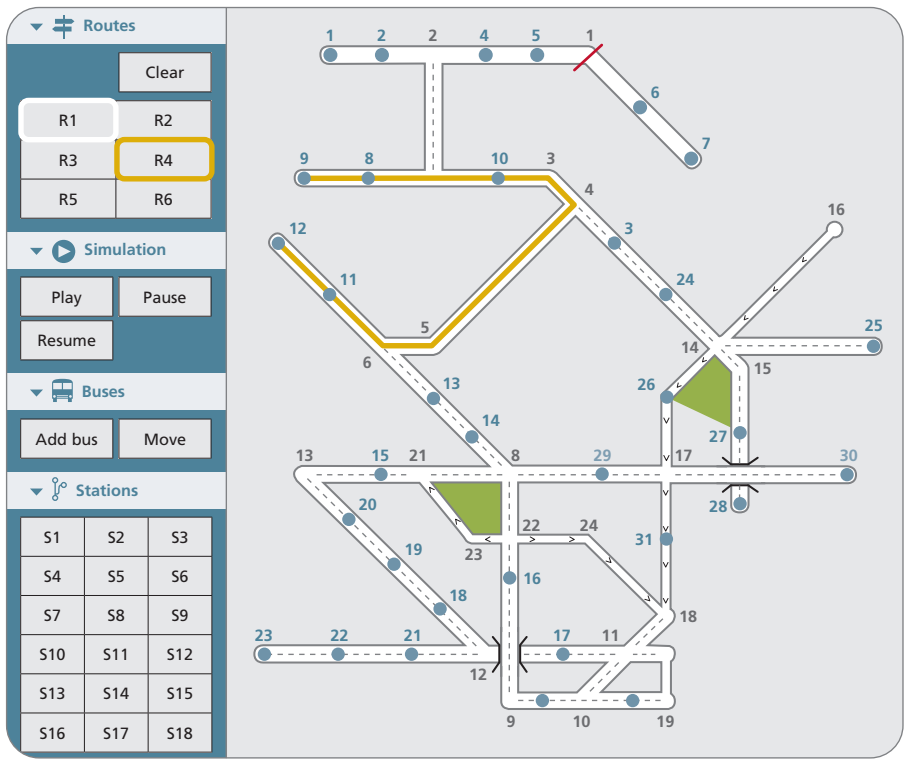 Routes
Clear
R1 R2
R3 R4
R5 R6
Simulation
Play Pause
Resume
Buses
Add bus Move
Stations
S1 S2 S3
S4 S5 S6
S7 S8 S9
S10 S11 S12
S13 S14 S15
S16 S17 S18
1 2 2 4 5 1
6
7
9 8 10 3
4
16
12 3
11 24
5 25
6 14 15
13 26
14 27
13 15 21 8 29 17 30
20 28
22 24
23 31
19 16
18 18
23 22 21 17 11
12
9 10 19